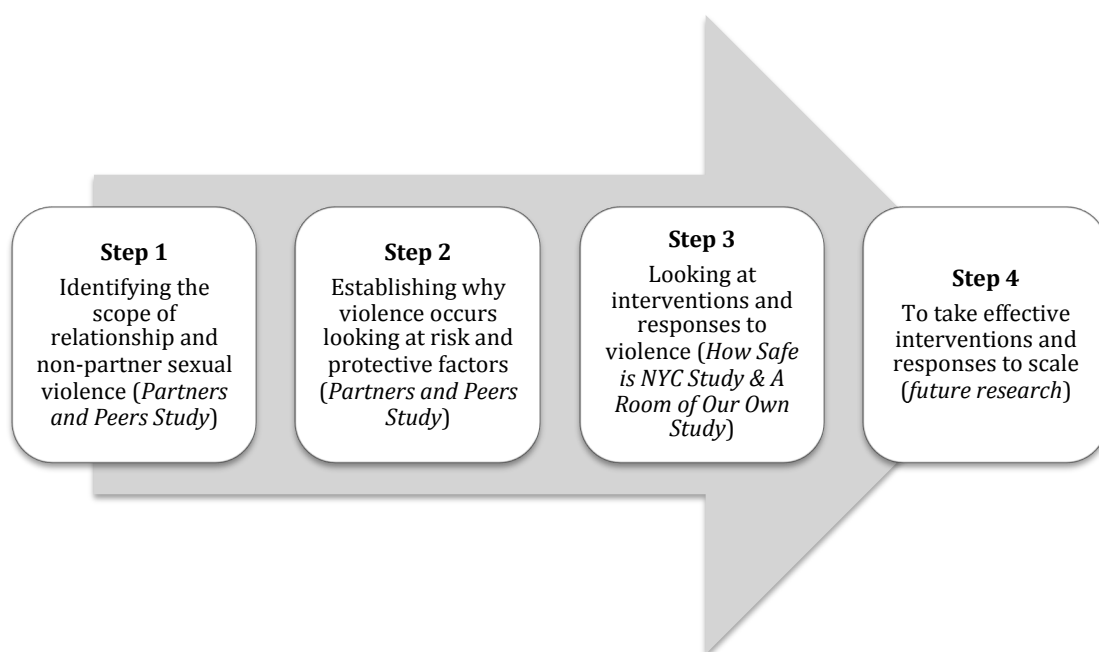 Step 1
Identifying the
scope of
relationship and
non-partner sexual
violence (Partners
and Peers Study)
Step 2
Establishing why
violence occurs
looking at risk and
protective factors
(Partners and Peers
Study)
Step 3
Looking at
interventions and
responses to
violence (How Safe
is NYC Study & A
Room of Our Own
Study)
Step 4
To take effective
interventions and
responses to scale
(future research)